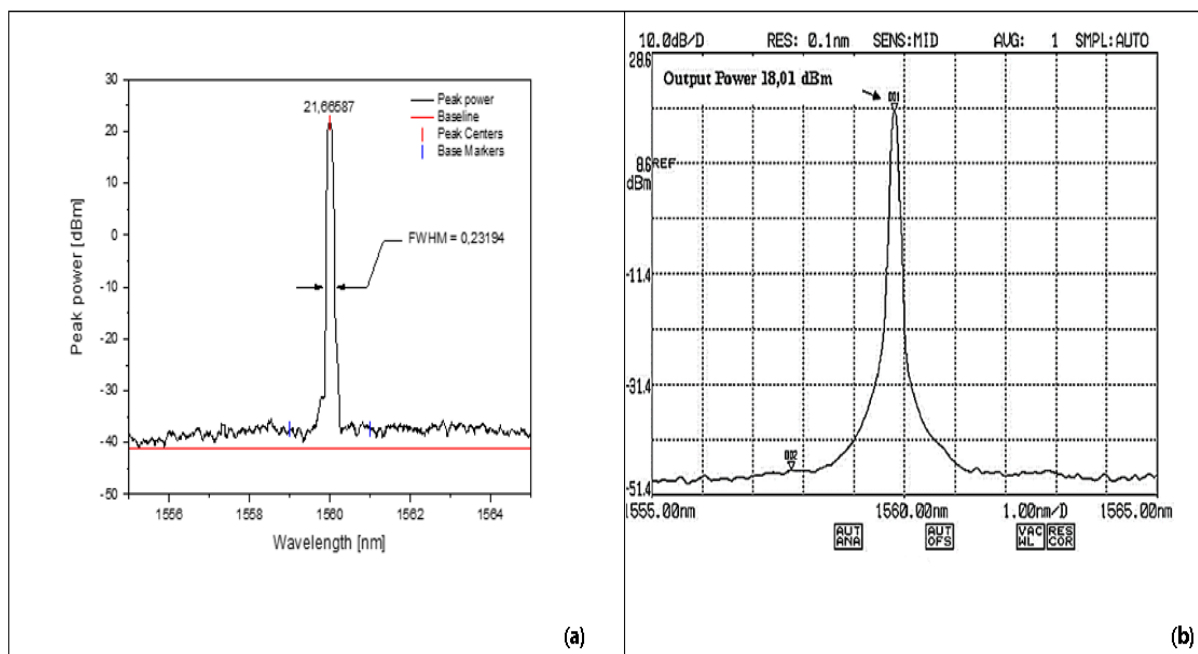 30
20
10
0
-10
-20
-30
-40
-50
Peak power [dBm]
21,66587
Peak power
Baseline
Peak Centers
Base Markers
FWHM = 0,23194
1556 1558 1560 1562 1564
Wavelength [nm]
(a)
10.0dB/D RES: 0.1nm SENS:MID AVG: 1 SMPL:AUTO
28.6
Output Power 18,01 dBm
001
8.6 REF
dBm
-11.4
-31.4
002
-51.4
1555.00nm 1560.00nm 1.00nm/D 1565.00nm
AUT
ANA
AUT
OFS
VAC
WL
RES
COR
(b)